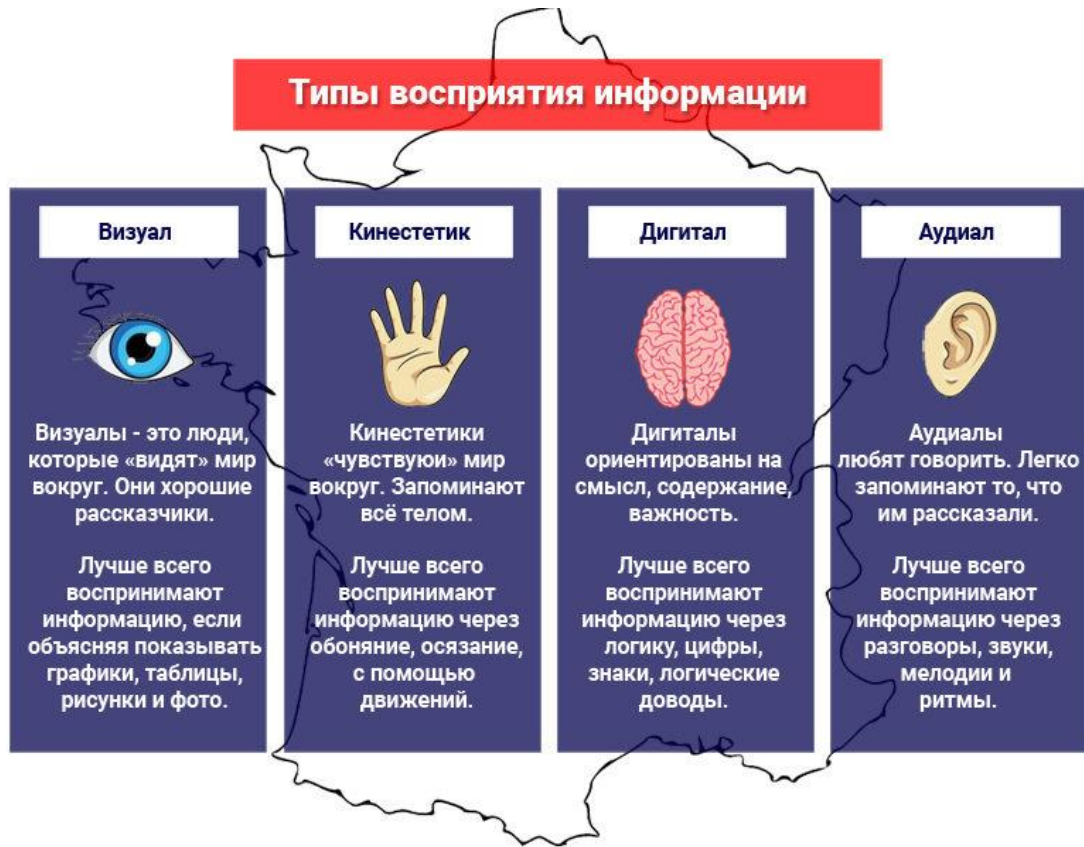 Типы восприятия информации
Визуал
Визуалы - это люди,
которые «видят» мир
вокруг. Они хорошие
рассказчики.
Лучше всего
воспринимают
информацию, если
объясняя показывать
графики, таблицы,
рисунки и фото.
Кинестетик
Кинестетики
«чувствуюи» мир
вокруг. Запоминают
всё телом.
Лучше всего
воспринимают
информацию через
обоняние, осязание,
с помощью
движений.
Дигитал
Дигиталы
ориентированы на
смысл, содержание,
важность.
Лучше всего
воспринимают
информацию через
логику, цифры,
знаки, логические
доводы.
Аудиал
Аудиалы
любят говорить. Легко
запоминают то, что
им рассказали.
Лучше всего
воспринимают
информацию через
разговоры, звуки,
мелодии и
ритмы.